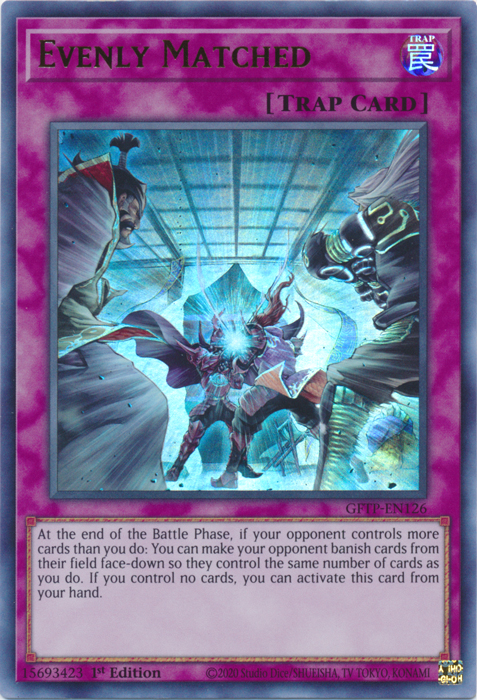 EVENLY MATCHED
TRAP
罠
[TRAP CARD]
GFTP-EN126
At the end of the Battle Phase, if your opponent controls more
cards than you do: You can make your opponent banish cards from
their field face-down so they control the same number of cards as
you do. If you control no cards, you can activate this card from
your hand.
15693423 1st Edition
©2020 Studio Dice/SHUEISHA, TV TOKYO, KONAMI